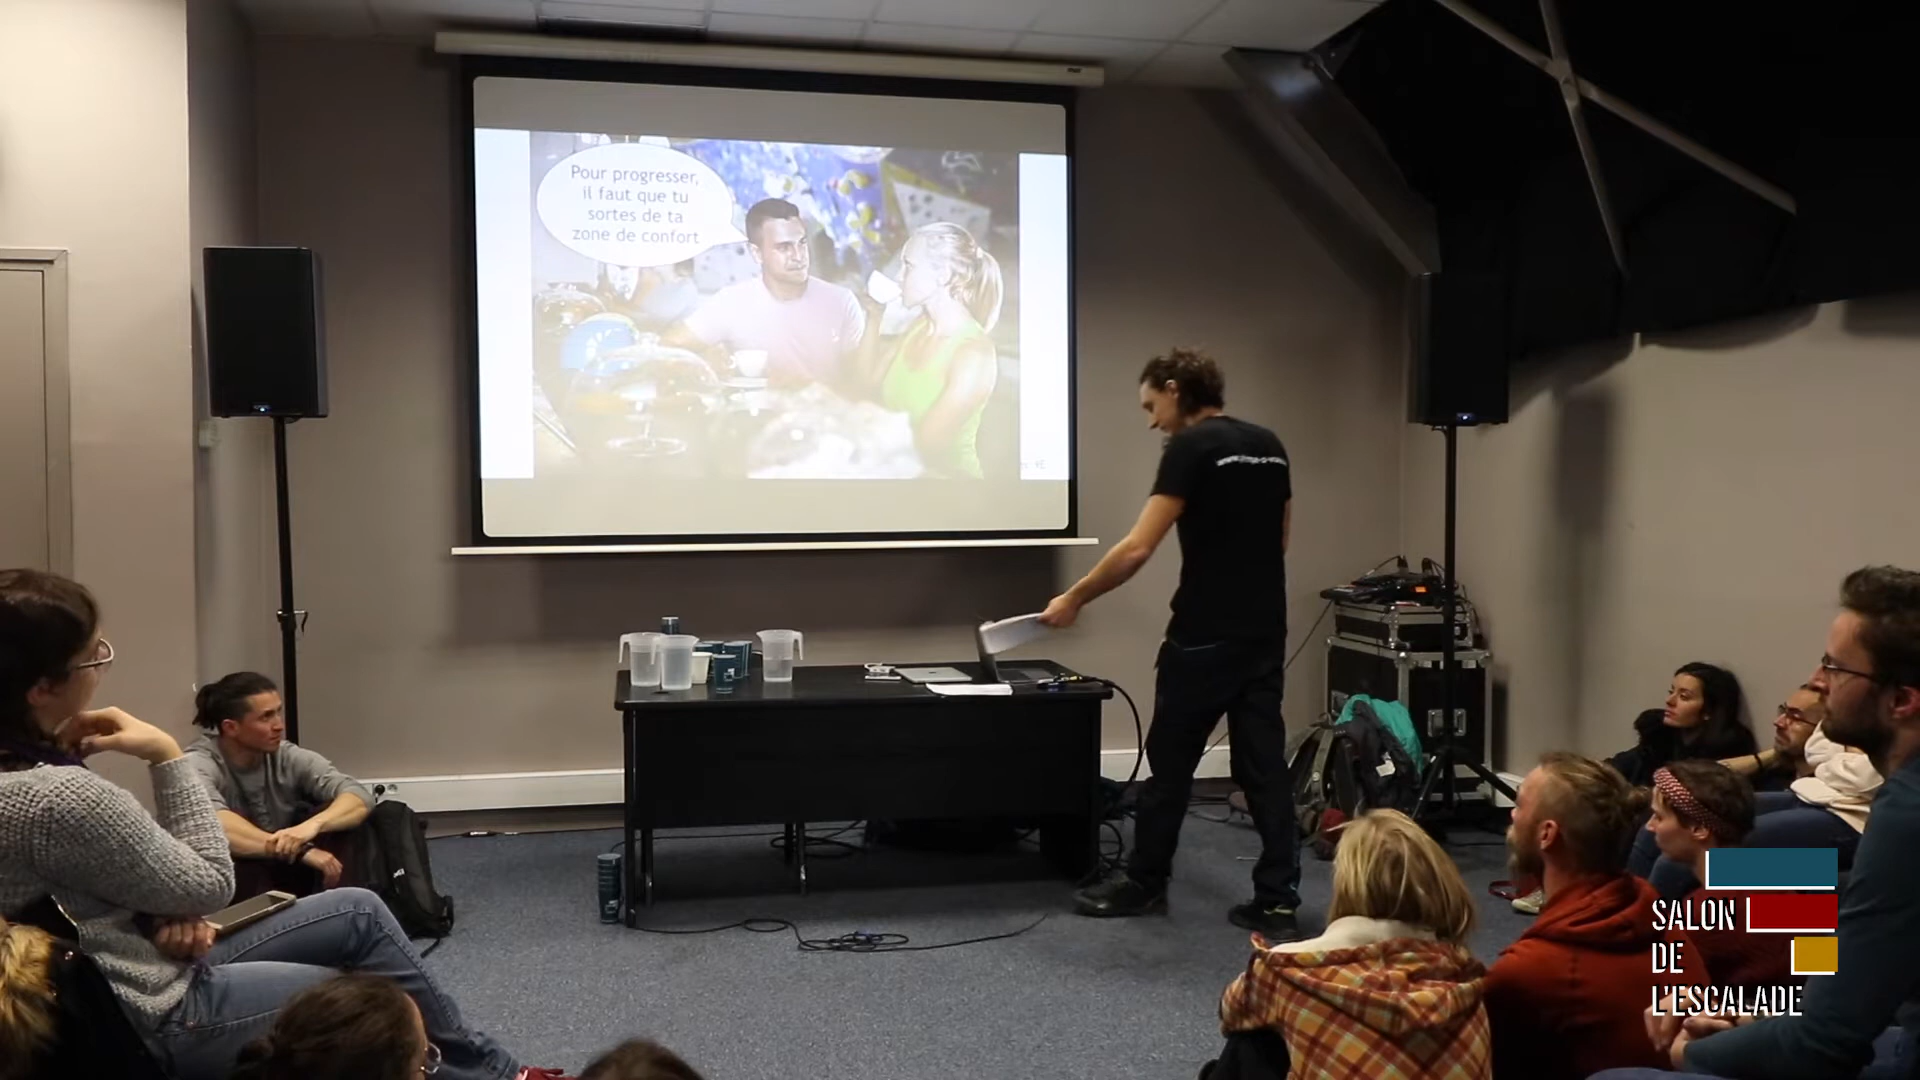 Pour progresser,
il faut que tu
sortes de ta
zone de confort
SALON
DE
L'ESCALADE